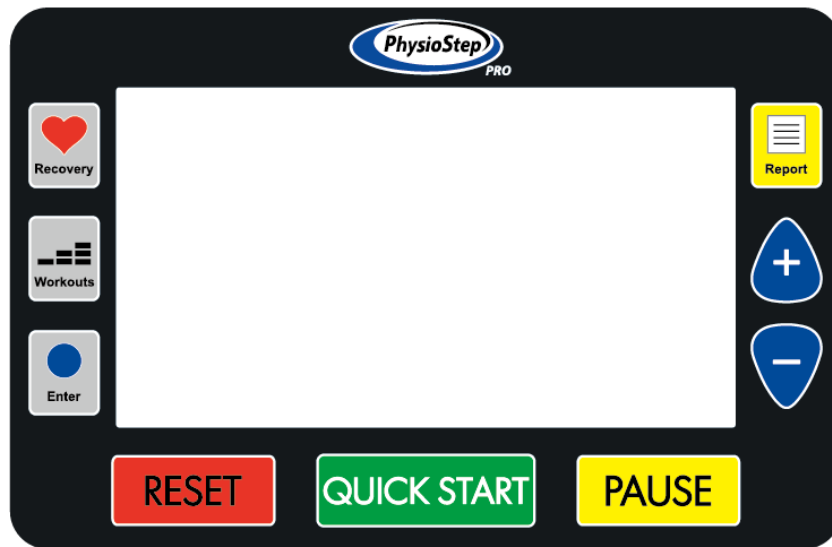 PhysioStep
PRO
Recovery
Report
Workouts
+
Enter
−
RESET
QUICK START
PAUSE